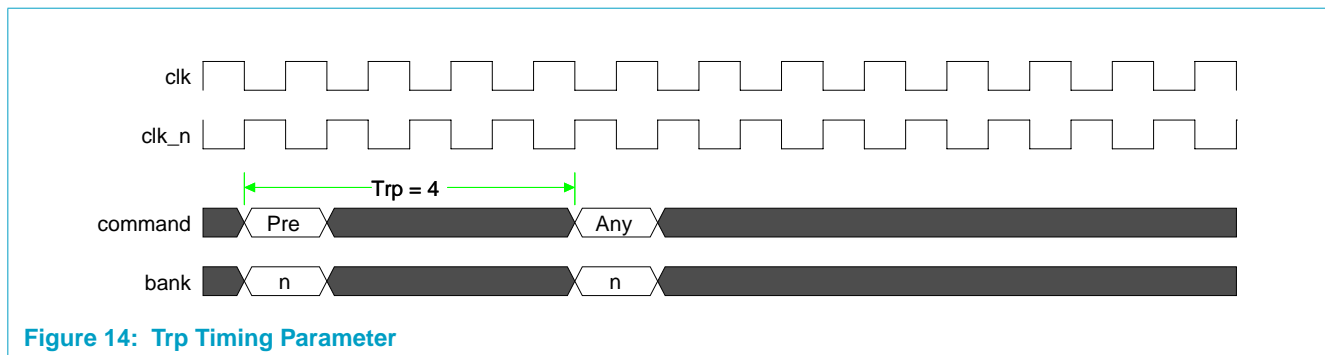 clk
clk_n
Trp = 4
command Pre Any
bank n n
Figure 14: Trp Timing Parameter